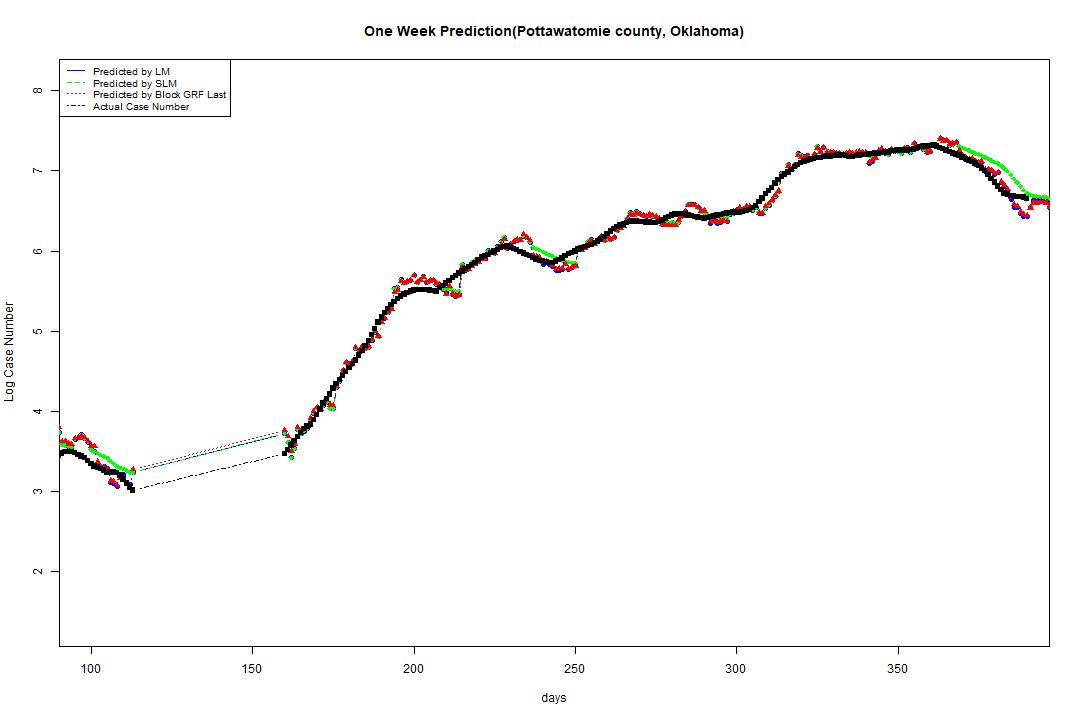 One Week Prediction(Pottawatomie county, Oklahoma)
Predicted by LM
Predicted by SLM
Predicted by Block GRF Last
Actual Case Number
8
7
6
5
4
3
2
Log Case Number
100 150 200 250 300 350
days